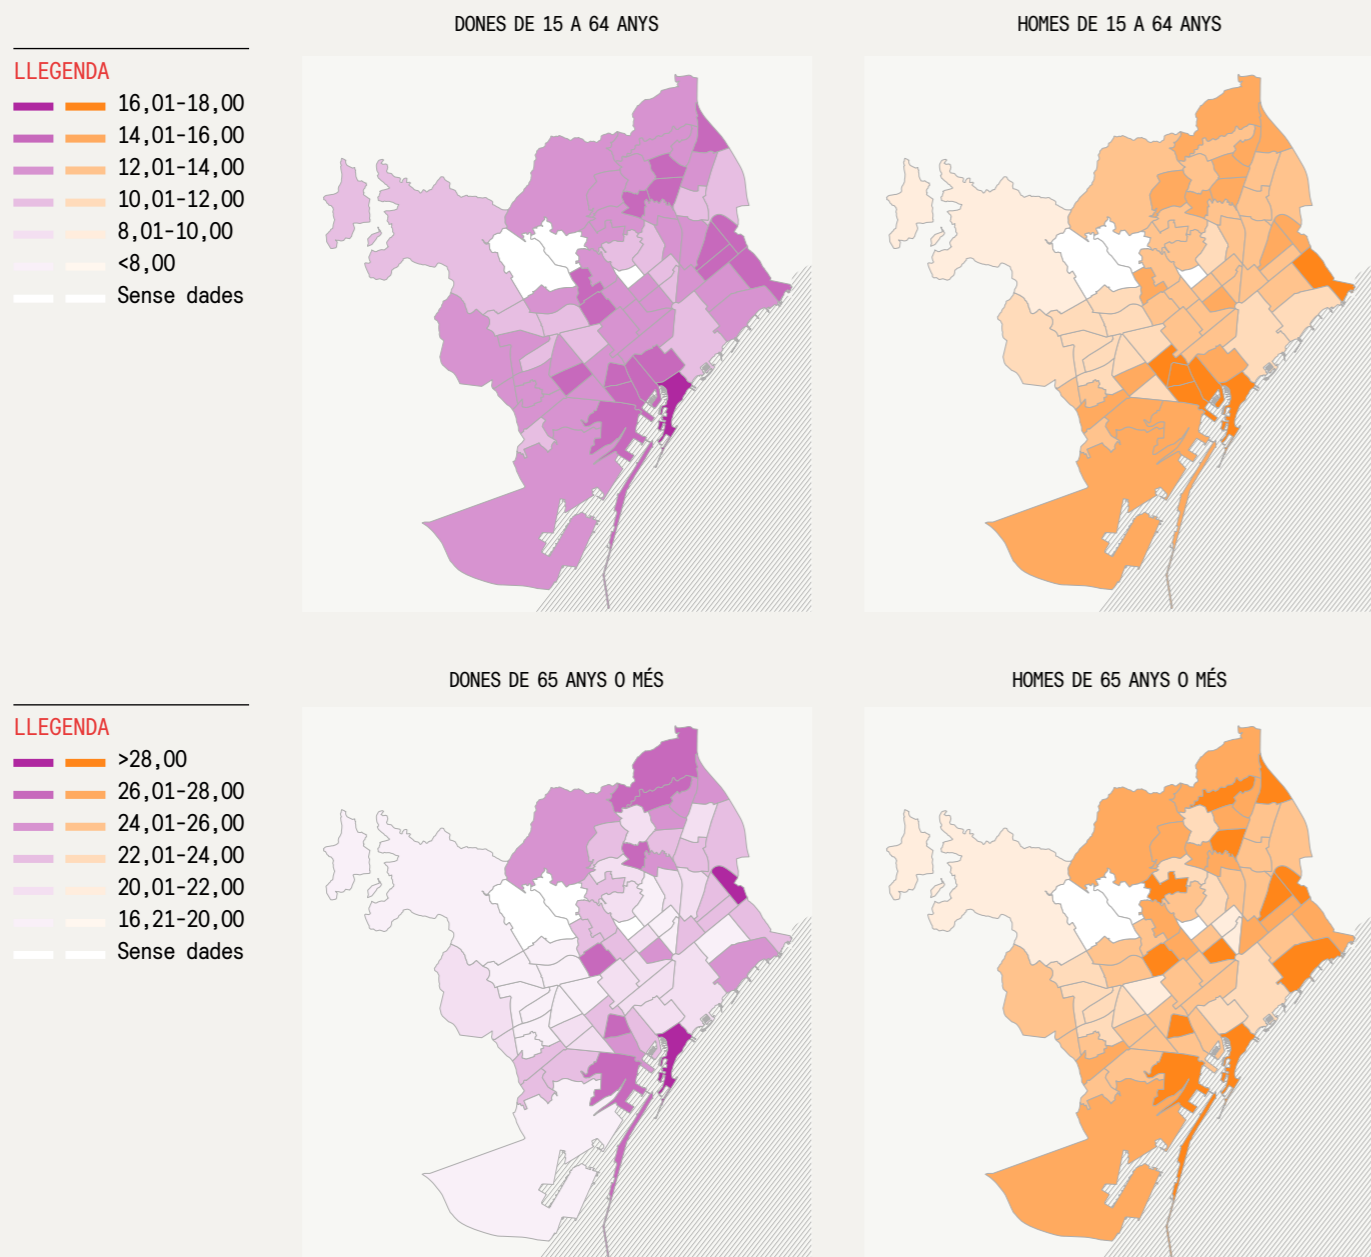 DONES DE 15 A 64 ANYS
HOMES DE 15 A 64 ANYS
LLEGENDA
16,01-18,00
14,01-16,00
12,01-14,00
10,01-12,00
8,01-10,00
<8,00
Sense dades
DONES DE 65 ANYS O MÉS
HOMES DE 65 ANYS O MÉS
LLEGENDA
>28,00
26,01-28,00
24,01-26,00
22,01-24,00
20,01-22,00
16,21-20,00
Sense dades